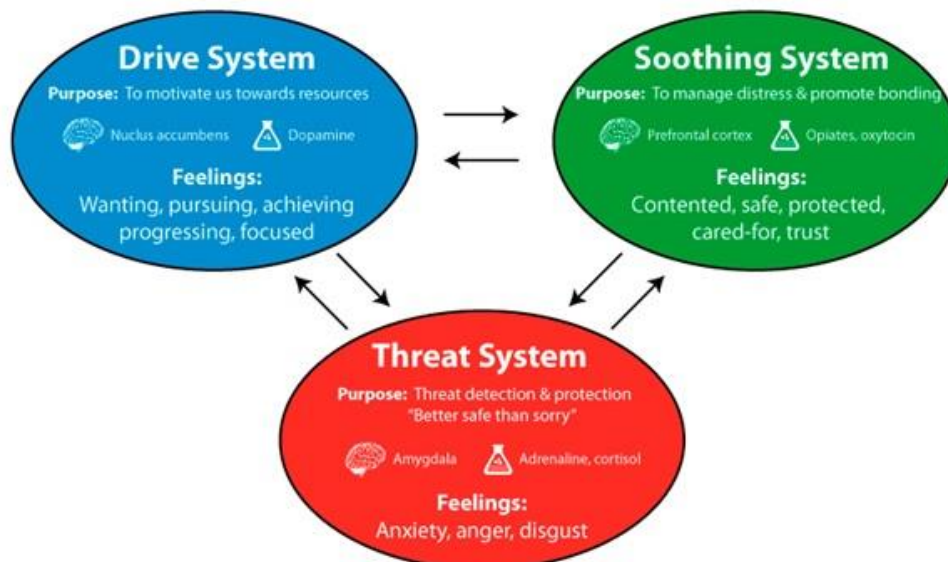 Drive System
Purpose: To motivate us towards resources
Nuclus accumbens
Dopamine
Feelings:
Wanting, pursuing, achieving
progressing, focused
Soothing System
Purpose: To manage distress & promote bonding
Prefrontal cortex
Opiates, oxytocin
Feelings:
Contented, safe, protected,
cared-for, trust
Threat System
Purpose: Threat detection & protection
“Better safe than sorry”
Amygdala
Adrenaline, cortisol
Feelings:
Anxiety, anger, disgust